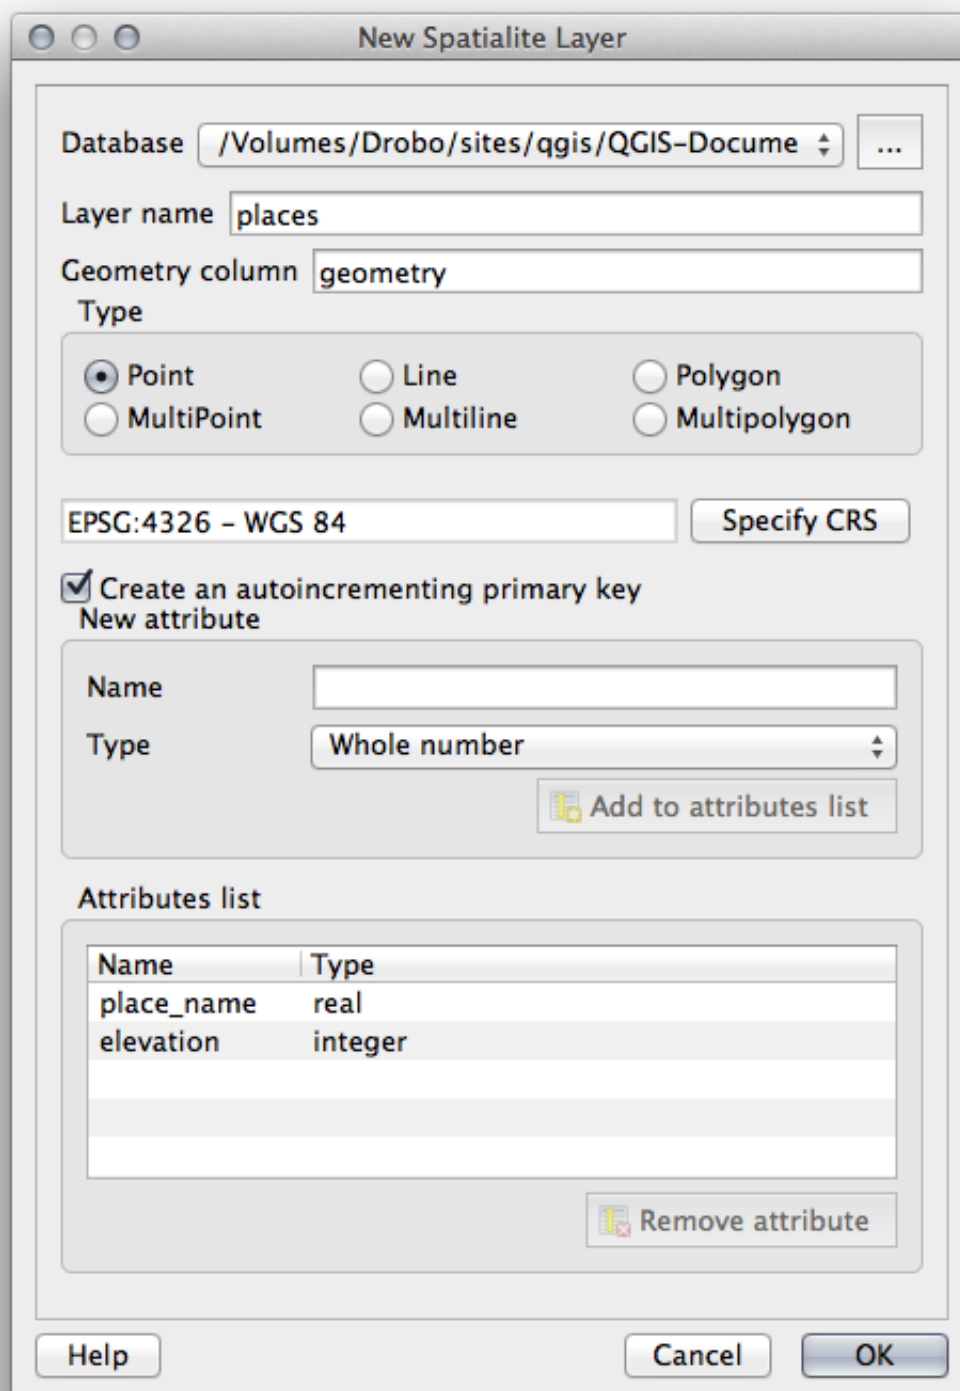 New Spatialite Layer
Database /Volumes/Drobo/sites/qgis/QGIS-Docume ...
Layer name places
Geometry column geometry
Type
Point Line Polygon
MultiPoint Multiline Multipolygon
EPSG:4326 – WGS 84 Specify CRS
Create an autoincrementing primary key
New attribute
Name
Type Whole number
Add to attributes list
Attributes list
Name Type
place_name real
elevation integer
Remove attribute
Help Cancel OK